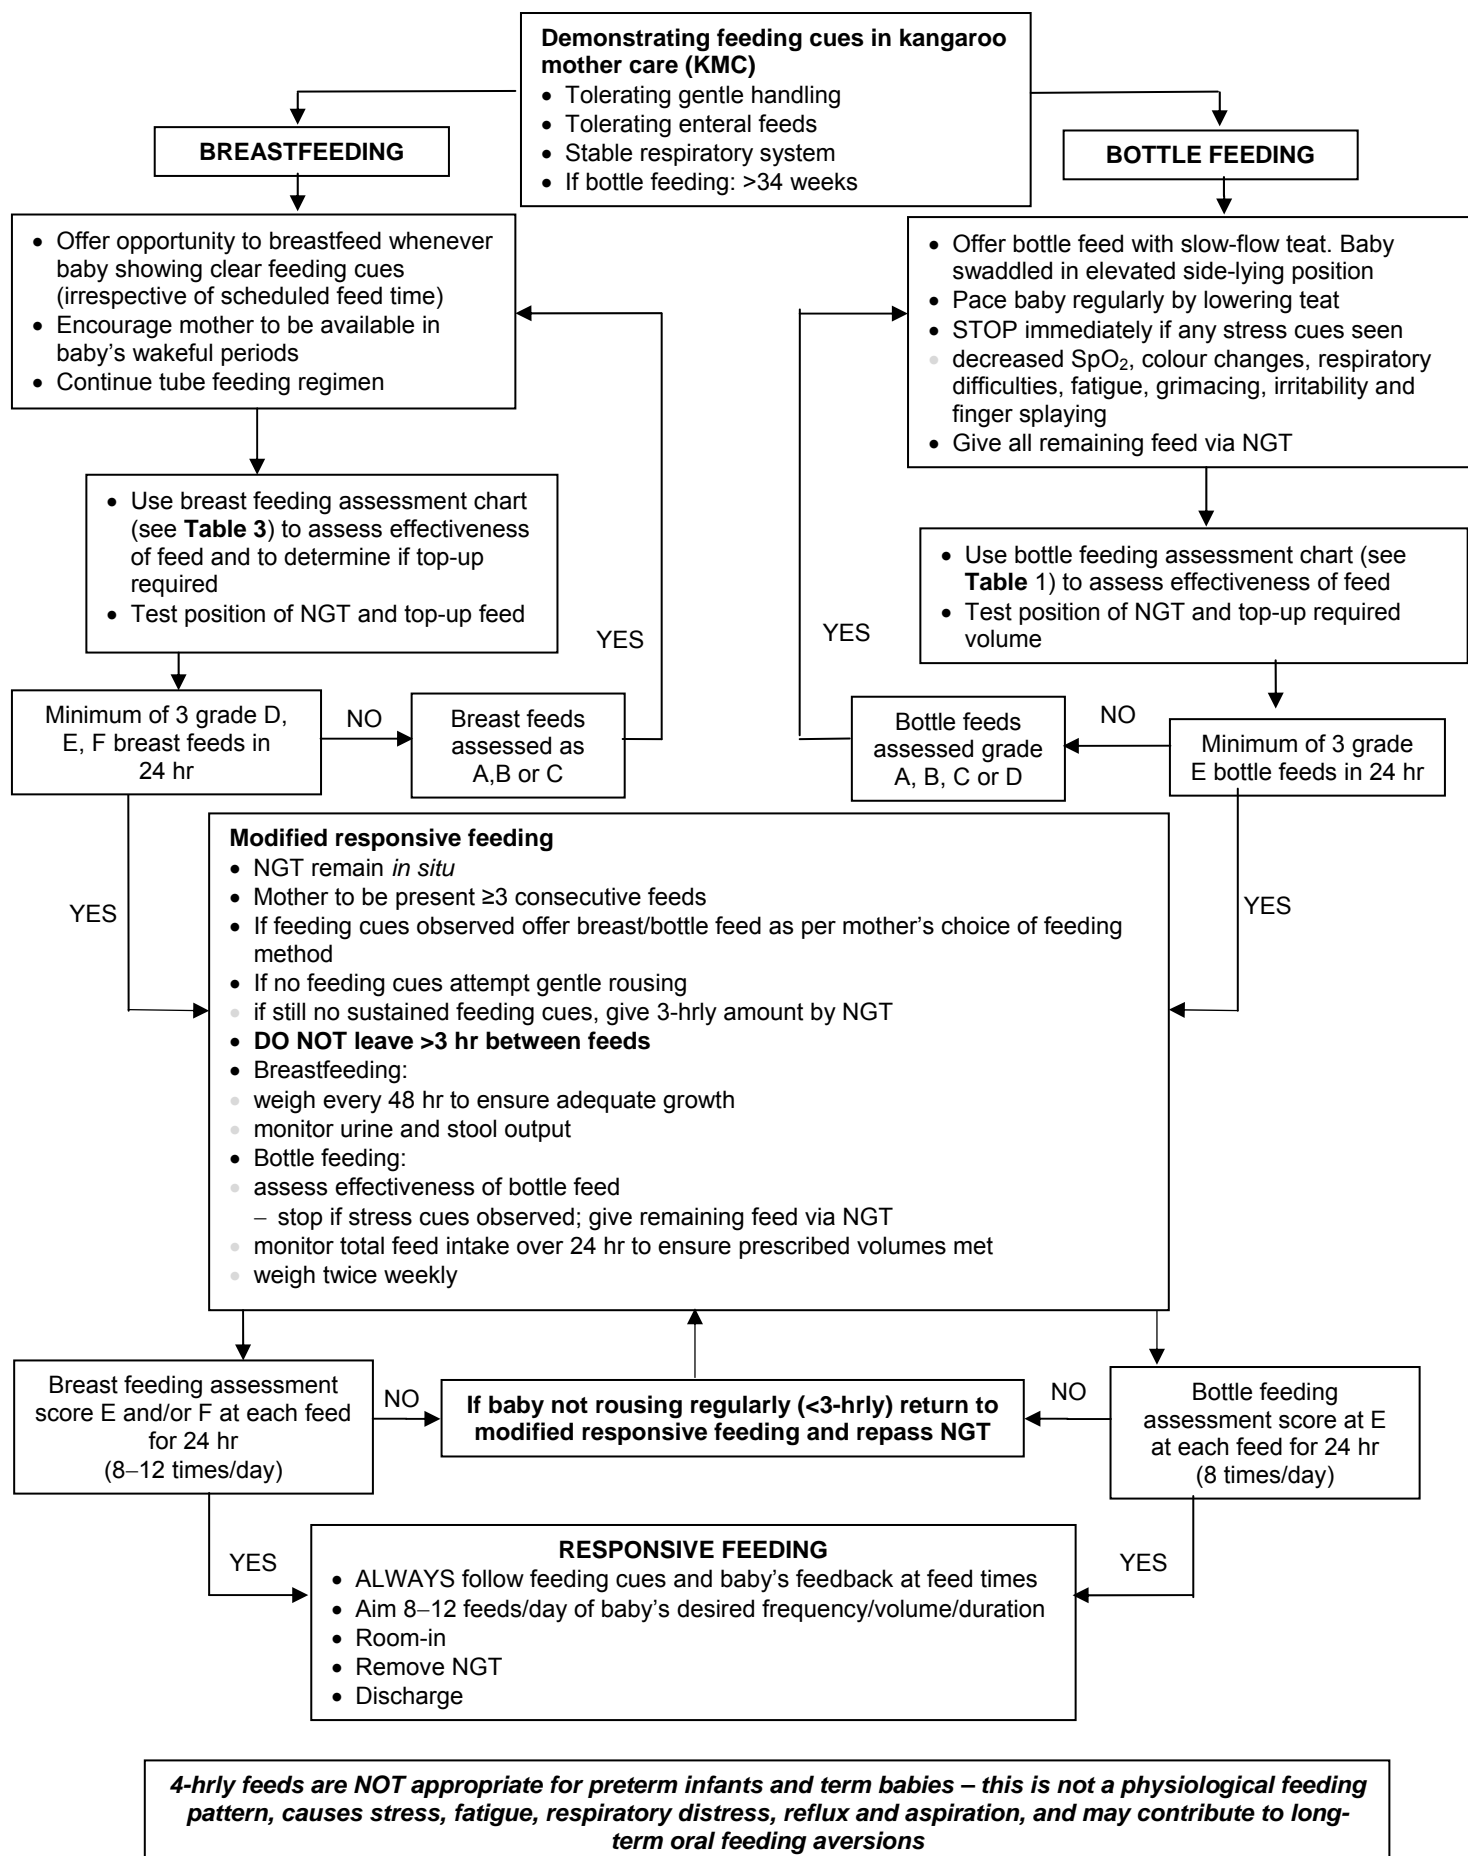 Demonstrating feeding cues in kangaroo
mother care (KMC)
• Tolerating gentle handling
• Tolerating enteral feeds
• Stable respiratory system
• If bottle feeding: >34 weeks
BREASTFEEDING
BOTTLE FEEDING
• Offer opportunity to breastfeed whenever
baby showing clear feeding cues
(irrespective of scheduled feed time)
• Encourage mother to be available in
baby’s wakeful periods
• Continue tube feeding regimen
• Offer bottle feed with slow-flow teat. Baby
swaddled in elevated side-lying position
• Pace baby regularly by lowering teat
• STOP immediately if any stress cues seen
• decreased SpO₂, colour changes, respiratory
difficulties, fatigue, grimacing, irritability and
finger splaying
• Give all remaining feed via NGT
• Use breast feeding assessment chart
(see Table 3) to assess effectiveness
of feed and to determine if top-up
required
• Test position of NGT and top-up feed
YES
• Use bottle feeding assessment chart (see
Table 1) to assess effectiveness of feed
• Test position of NGT and top-up required
volume
YES
Minimum of 3 grade D,
E, F breast feeds in
24 hr
NO
Breast feeds
assessed as
A,B or C
Bottle feeds
assessed grade
A, B, C or D
NO
Minimum of 3 grade
E bottle feeds in 24 hr
YES
Modified responsive feeding
• NGT remain in situ
• Mother to be present ≥3 consecutive feeds
• If feeding cues observed offer breast/bottle feed as per mother’s choice of feeding
method
• If no feeding cues attempt gentle rousing
• if still no sustained feeding cues, give 3-hrly amount by NGT
• DO NOT leave >3 hr between feeds
• Breastfeeding:
• weigh every 48 hr to ensure adequate growth
• monitor urine and stool output
• Bottle feeding:
• assess effectiveness of bottle feed
– stop if stress cues observed; give remaining feed via NGT
• monitor total feed intake over 24 hr to ensure prescribed volumes met
• weigh twice weekly
YES
Breast feeding assessment
score E and/or F at each feed
for 24 hr
(8–12 times/day)
NO
If baby not rousing regularly (<3-hrly) return to
modified responsive feeding and repass NGT
NO
Bottle feeding
assessment score at E
at each feed for 24 hr
(8 times/day)
YES
RESPONSIVE FEEDING
• ALWAYS follow feeding cues and baby’s feedback at feed times
• Aim 8–12 feeds/day of baby’s desired frequency/volume/duration
• Room-in
• Remove NGT
• Discharge
YES
4-hrly feeds are NOT appropriate for preterm infants and term babies – this is not a physiological feeding
pattern, causes stress, fatigue, respiratory distress, reflux and aspiration, and may contribute to long-
term oral feeding aversions